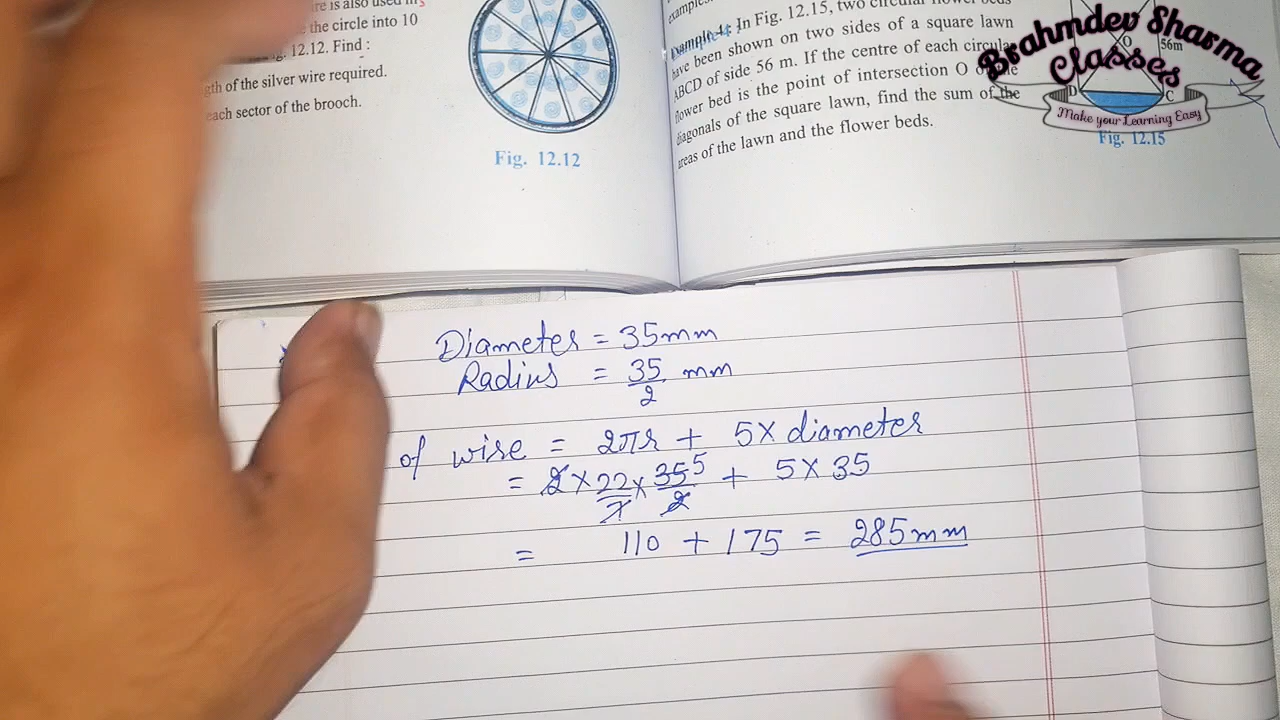 ire is also used in
the circle into 10
12.12. Find :
gth of the silver wire required.
each sector of the brooch.
Fig. 12.12
examples.
Example 4: In Fig. 12.15, two circular flower beds
have been shown on two sides of a square lawn
ABCD of side 56 m. If the centre of each circular
flower bed is the point of intersection O of the
diagonals of the square lawn, find the sum of the
areas of the lawn and the flower beds.
O
56m
D
C
Fig. 12.15
Brahmdev Sharma
Classes
Make your Learning Easy
Diameter = 35mm
Radius = 35/2 mm
of wire = 2πr + 5×diameter
= 2×22/7×35/2 5 + 5×35
= 110 + 175 = 285mm